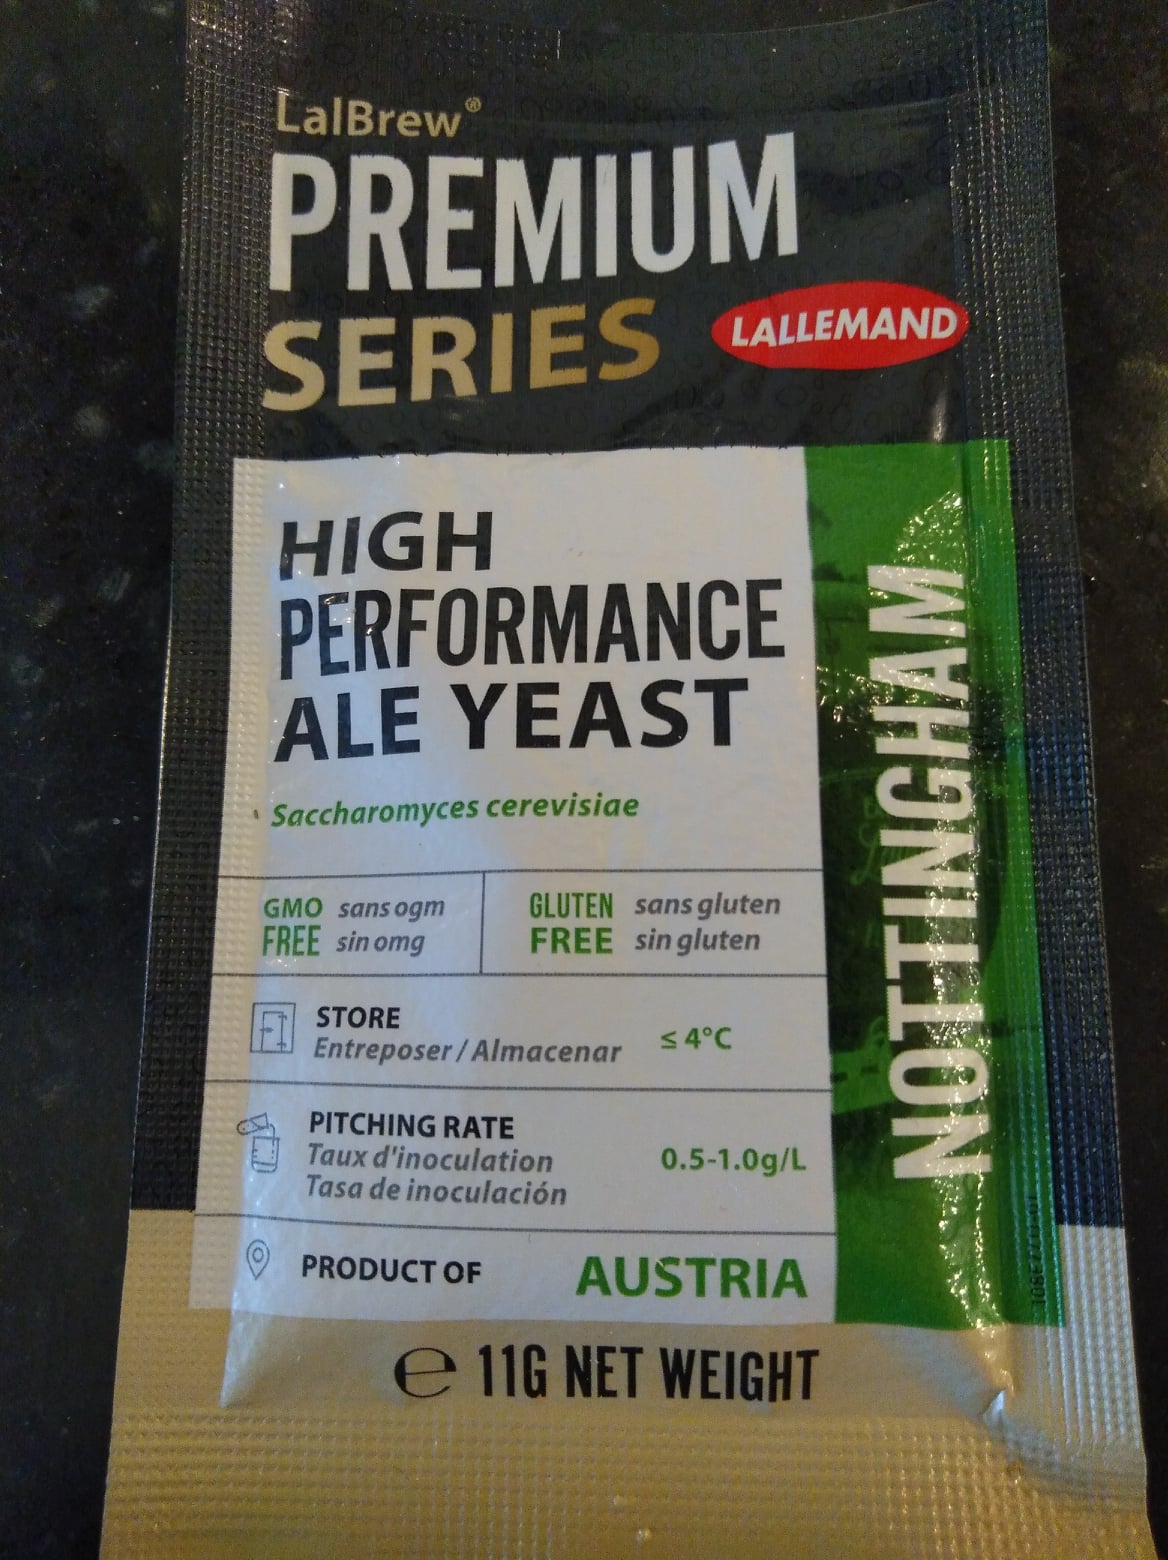 LalBrew®
PREMIUM
SERIES
LALLEMAND
HIGH
PERFORMANCE
ALE YEAST
Saccharomyces cerevisiae
GMO sans ogm
FREE sin omg
GLUTEN sans gluten
FREE sin gluten
STORE
Entreposer / Almacenar
≤ 4°C
PITCHING RATE
Taux d'inoculation
Tasa de inoculación
0.5-1.0g/L
PRODUCT OF AUSTRIA
℮ 11G NET WEIGHT
NOTTINGHAM